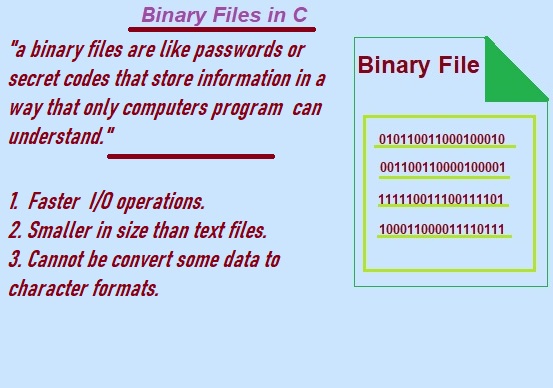 Binary Files in C
"a binary files are like passwords or
secret codes that store information in a
way that only computers program can
understand."
1. Faster I/O operations.
2. Smaller in size than text files.
3. Cannot be convert some data to
character formats.
Binary File
010110011000100010
001100110000100001
111110011100111101
100011000011110111